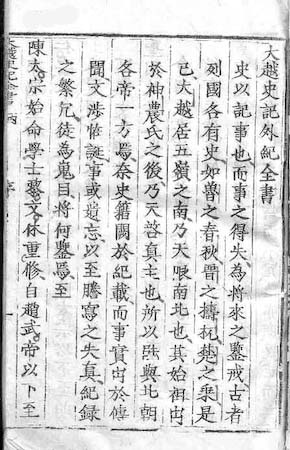 大越史記外紀全書
史以記事也而事之得失為將來之鑒戒古者
列國各有史如魯之春秋晉之檮杌楚之乗是
已大越居五嶺之南乃天限南北也其始祖出
於神農氏之後乃天啓真主也所以與北朝
各帝一方焉奈史籍闕於紀載而事實出於傳
聞文涉恠誕事或遺忘以至謄寫之失真紀録
之繁冗徒為嵬目將何鑒焉至
陳太宗始命學士黎文休重修自趙武帝以下至